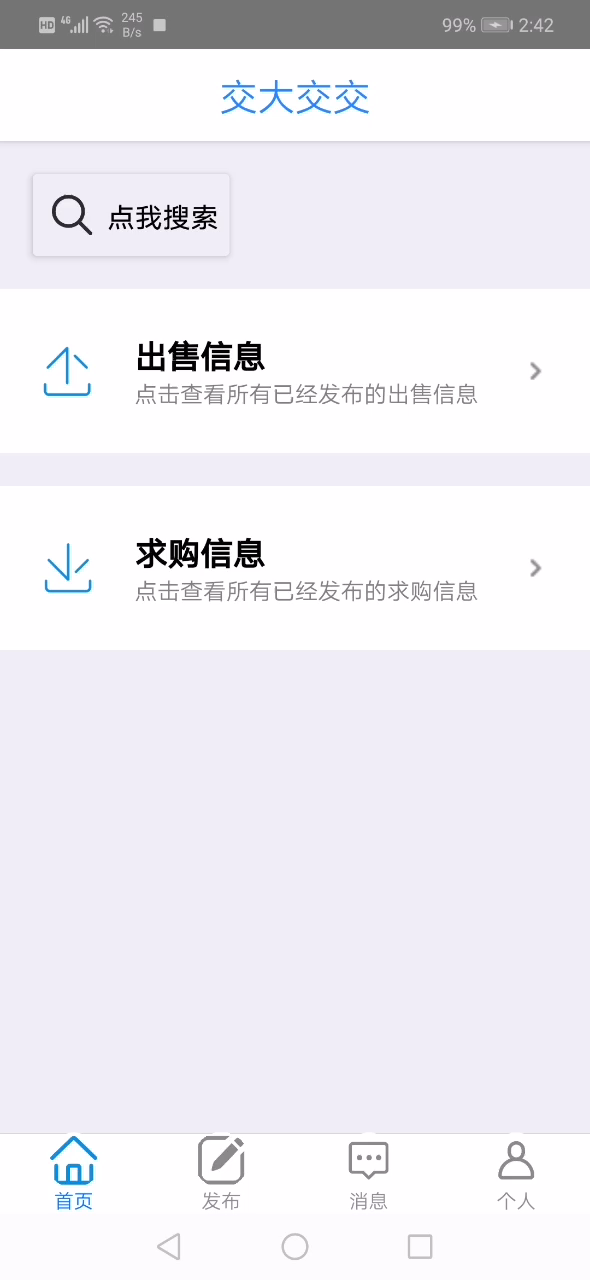 HD 4G 245 B/s 99% 2:42
交大交交
点我搜索
出售信息
点击查看所有已经发布的出售信息
求购信息
点击查看所有已经发布的求购信息
首页 发布 消息 个人